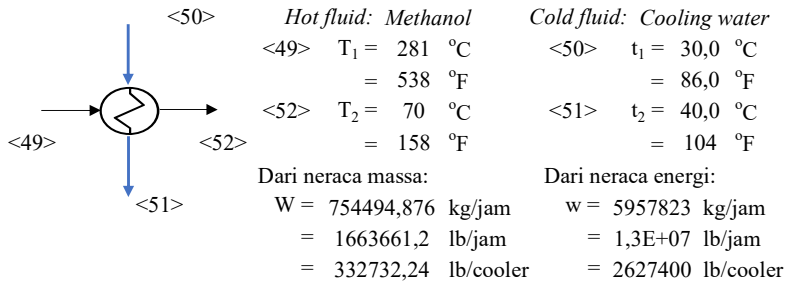 <50>
<49>
<52>
<51>
Hot fluid: Methanol
<49> T₁ = 281 °C
= 538 °F
<52> T₂ = 70 °C
= 158 °F
Dari neraca massa:
W = 754494,876 kg/jam
= 1663661,2 lb/jam
= 332732,24 lb/cooler
Cold fluid: Cooling water
<50> t₁ = 30,0 °C
= 86,0 °F
<51> t₂ = 40,0 °C
= 104 °F
Dari neraca energi:
w = 5957823 kg/jam
= 1,3E+07 lb/jam
= 2627400 lb/cooler